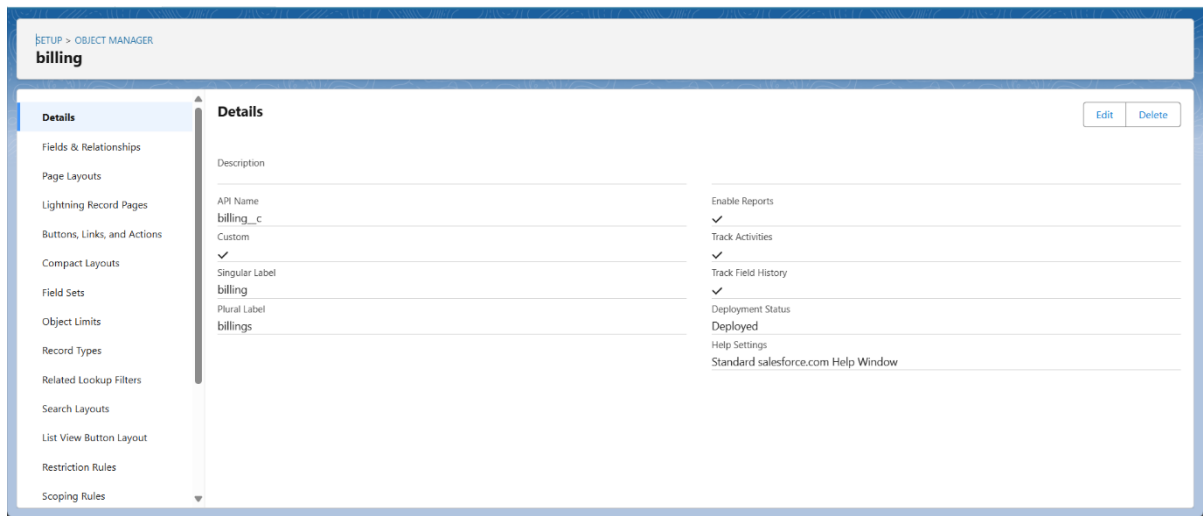 SETUP > OBJECT MANAGER
billing
Details
Fields & Relationships
Page Layouts
Lightning Record Pages
Buttons, Links, and Actions
Compact Layouts
Field Sets
Object Limits
Record Types
Related Lookup Filters
Search Layouts
List View Button Layout
Restriction Rules
Scoping Rules
Details
Edit
Delete
Description
API Name
billing__c
Custom
Singular Label
billing
Plural Label
billings
Enable Reports
Track Activities
Track Field History
Deployment Status
Deployed
Help Settings
Standard salesforce.com Help Window